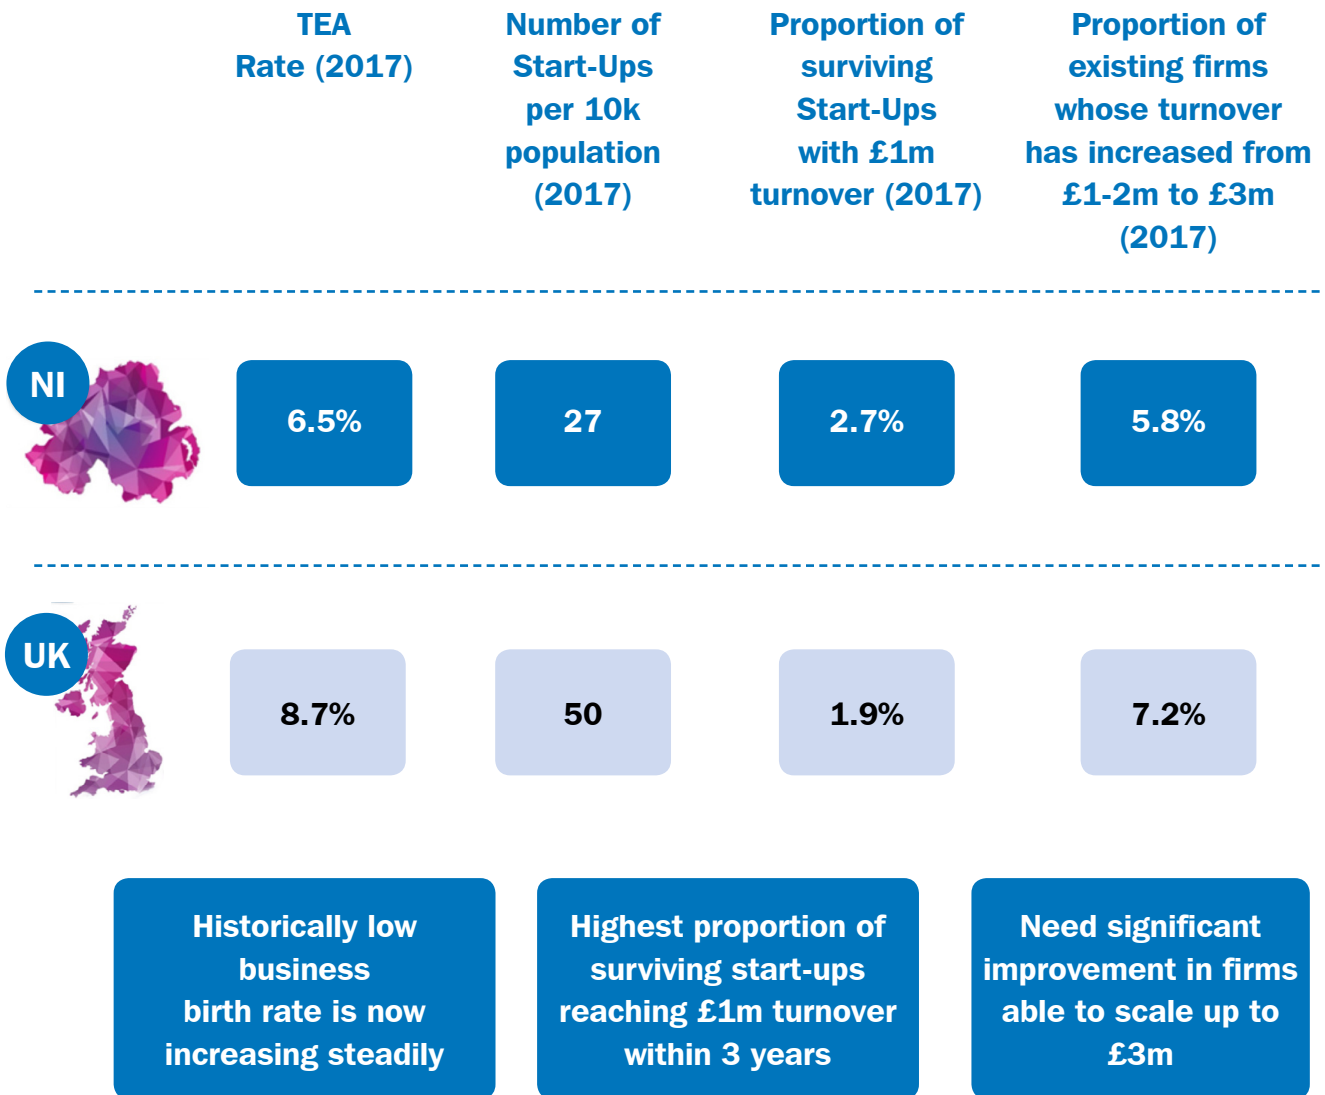 TEA
Rate (2017)
Number of
Start-Ups
per 10k
population
(2017)
Proportion of
surviving
Start-Ups
with £1m
turnover (2017)
Proportion of
existing firms
whose turnover
has increased from
£1-2m to £3m
(2017)
NI
6.5%
27
2.7%
5.8%
UK
8.7%
50
1.9%
7.2%
Historically low
business
birth rate is now
increasing steadily
Highest proportion of
surviving start-ups
reaching £1m turnover
within 3 years
Need significant
improvement in firms
able to scale up to
£3m